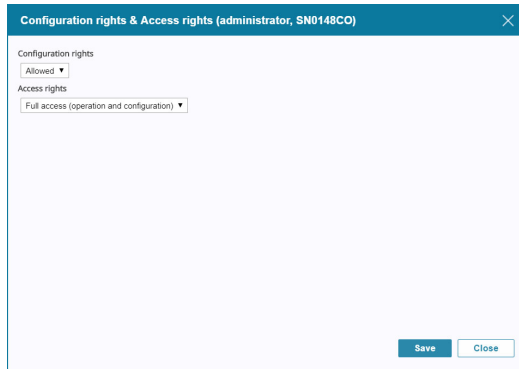 Configuration rights & Access rights (administrator, SN0148CO)
Configuration rights
Allowed
Access rights
Full access (operation and configuration)
Save
Close